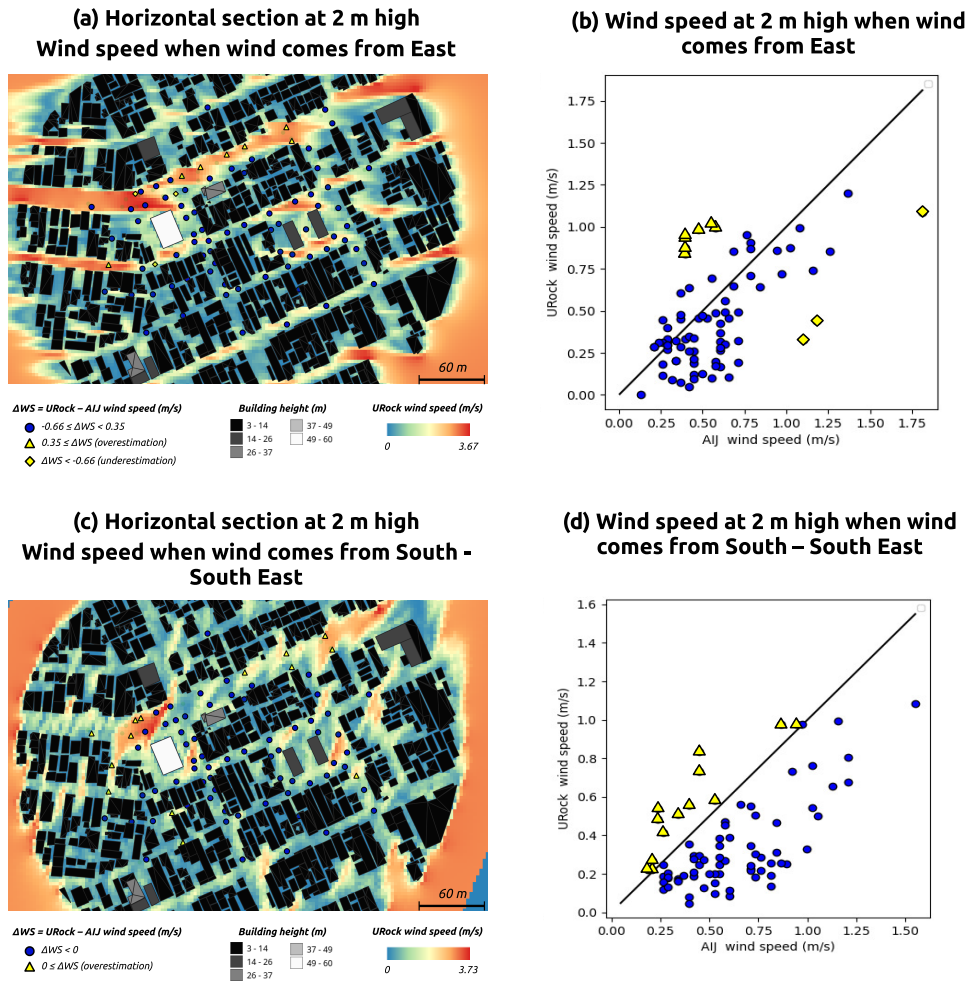 (a) Horizontal section at 2 m high
Wind speed when wind comes from East
60 m
ΔWS = URock – AIJ wind speed (m/s)
-0.66 ≤ ΔWS < 0.35
0.35 ≤ ΔWS (overestimation)
ΔWS < -0.66 (underestimation)
Building height (m)
3 - 14
14 - 26
26 - 37
37 - 49
49 - 60
URock wind speed (m/s)
0 3.67
(b) Wind speed at 2 m high when wind
comes from East
URock wind speed (m/s)
1.75
1.50
1.25
1.00
0.75
0.50
0.25
0.00
0.00 0.25 0.50 0.75 1.00 1.25 1.50 1.75
AIJ wind speed (m/s)
(c) Horizontal section at 2 m high
Wind speed when wind comes from South -
South East
60 m
ΔWS = URock – AIJ wind speed (m/s)
ΔWS < 0
0 ≤ ΔWS (overestimation)
Building height (m)
3 - 14
14 - 26
26 - 37
37 - 49
49 - 60
URock wind speed (m/s)
0 3.73
(d) Wind speed at 2 m high when wind
comes from South – South East
URock wind speed (m/s)
1.6
1.4
1.2
1.0
0.8
0.6
0.4
0.2
0.0
0.00 0.25 0.50 0.75 1.00 1.25 1.50
AIJ wind speed (m/s)